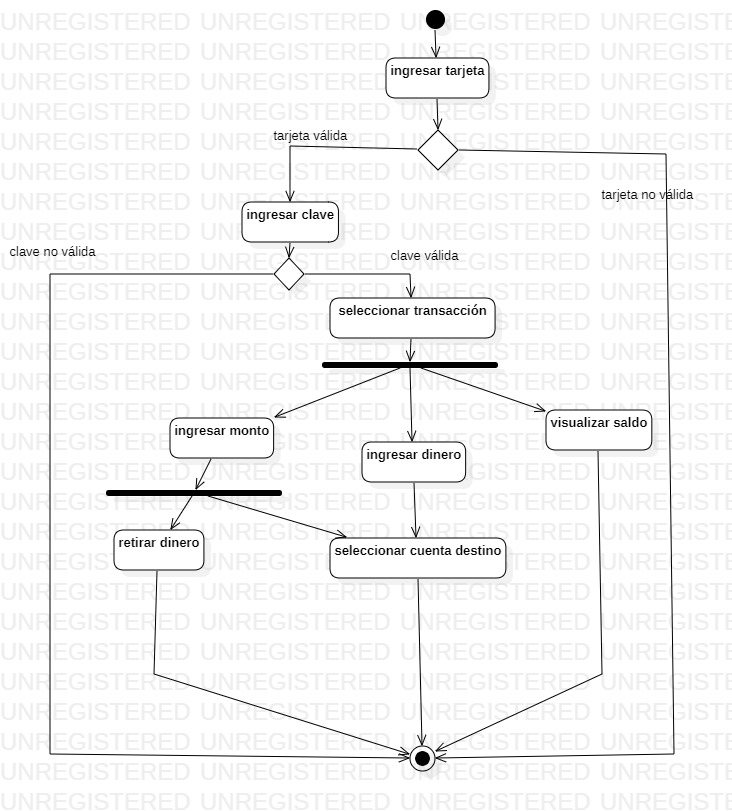 ingresar tarjeta
tarjeta válida
tarjeta no válida
ingresar clave
clave no válida
clave válida
seleccionar transacción
visualizar saldo
ingresar monto
ingresar dinero
retirar dinero
seleccionar cuenta destino
UNREGISTERED